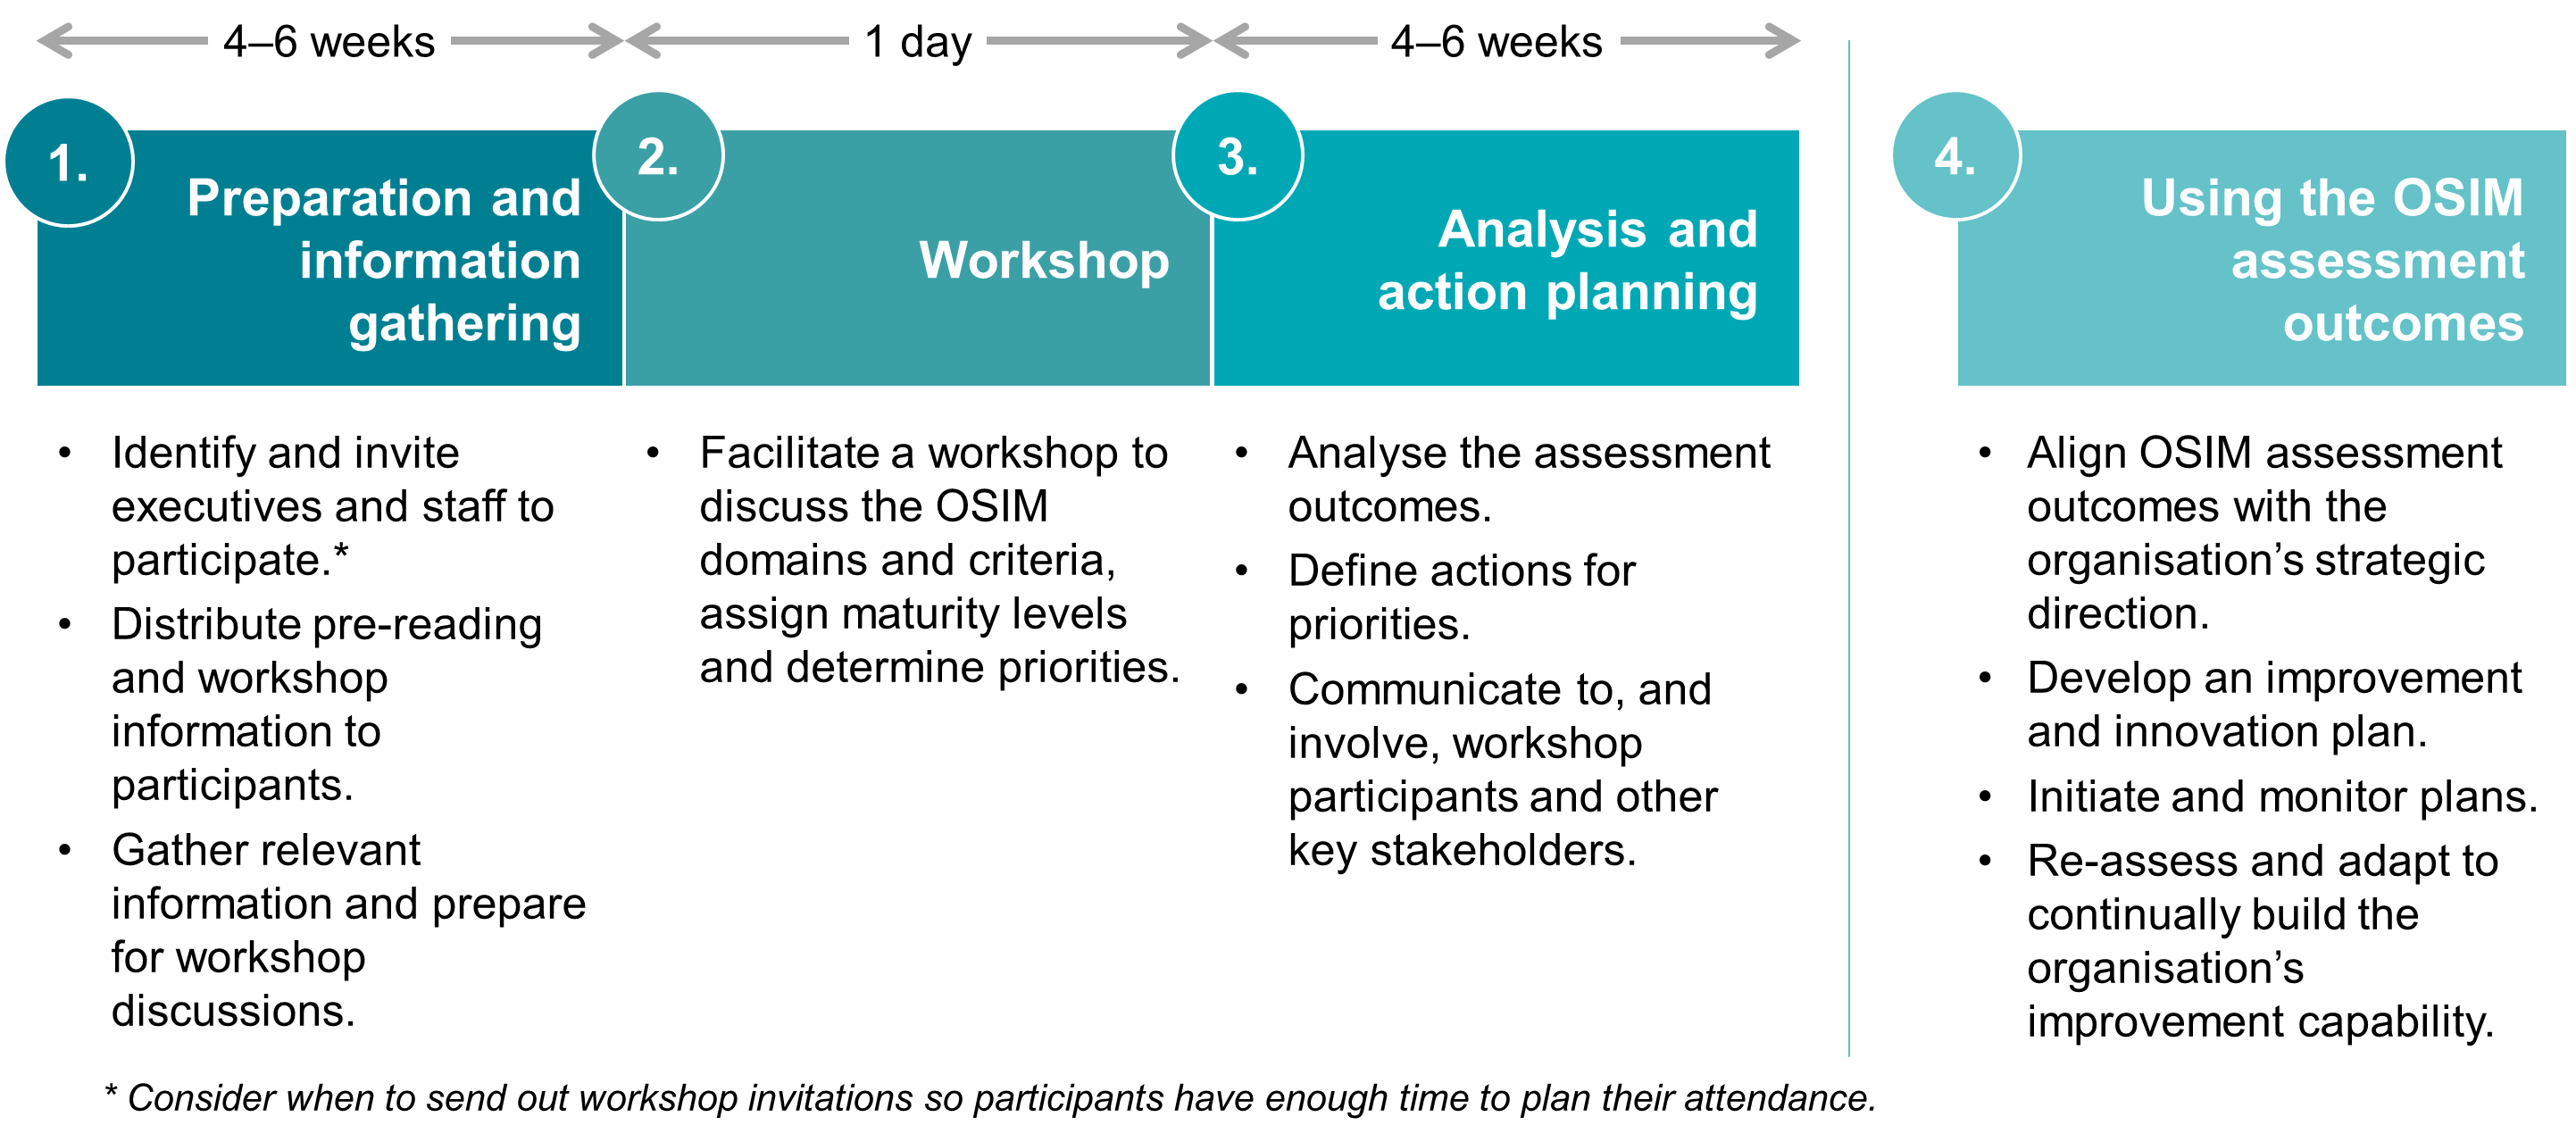 4–6 weeks
1 day
4–6 weeks
1.
Preparation and
information
gathering
2.
Workshop
3.
Analysis and
action planning
4.
Using the OSIM
assessment
outcomes
• Identify and invite
executives and staff to
participate.*
• Distribute pre-reading
and workshop
information to
participants.
• Gather relevant
information and prepare
for workshop
discussions.
• Facilitate a workshop to
discuss the OSIM
domains and criteria,
assign maturity levels
and determine priorities.
• Analyse the assessment
outcomes.
• Define actions for
priorities.
• Communicate to, and
involve, workshop
participants and other
key stakeholders.
• Align OSIM assessment
outcomes with the
organisation’s strategic
direction.
• Develop an improvement
and innovation plan.
• Initiate and monitor plans.
• Re-assess and adapt to
continually build the
organisation’s
improvement capability.
* Consider when to send out workshop invitations so participants have enough time to plan their attendance.